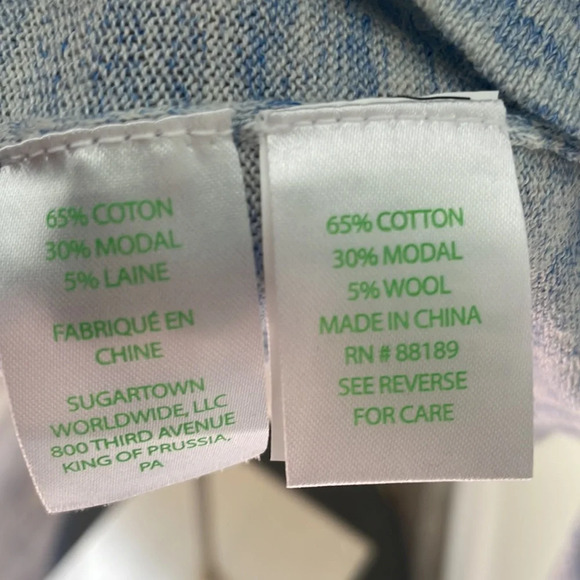 65% COTON
30% MODAL
5% LAINE
FABRIQUÉ EN
CHINE
SUGARTOWN
WORLDWIDE, LLC
800 THIRD AVENUE
KING OF PRUSSIA,
PA
65% COTTON
30% MODAL
5% WOOL
MADE IN CHINA
RN # 88189
SEE REVERSE
FOR CARE